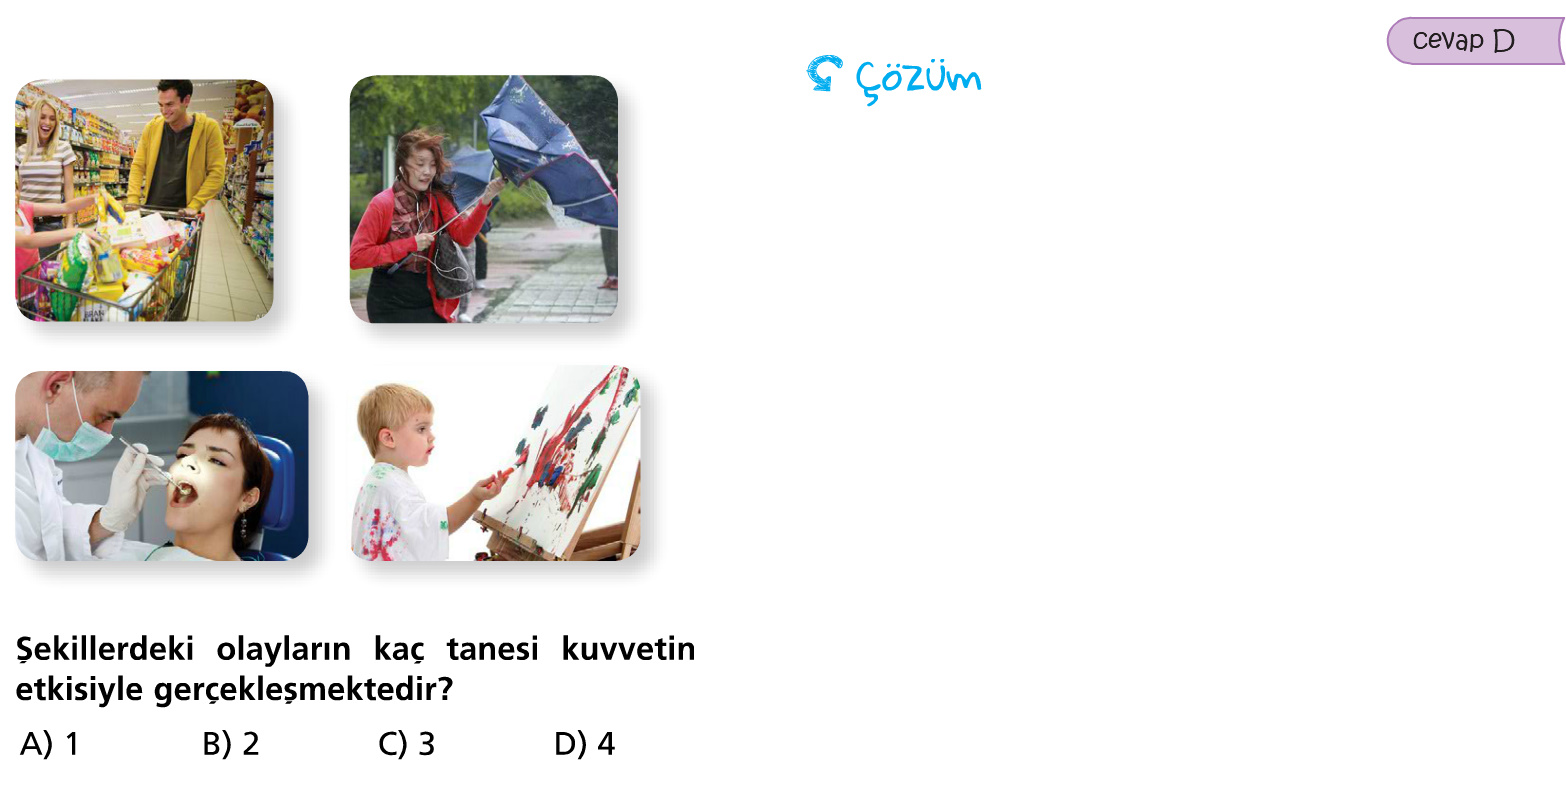 Şekillerdeki olayların kaç tanesi kuvvetin
etkisiyle gerçekleşmektedir?
A) 1 B) 2 C) 3 D) 4
Çözüm
cevap D